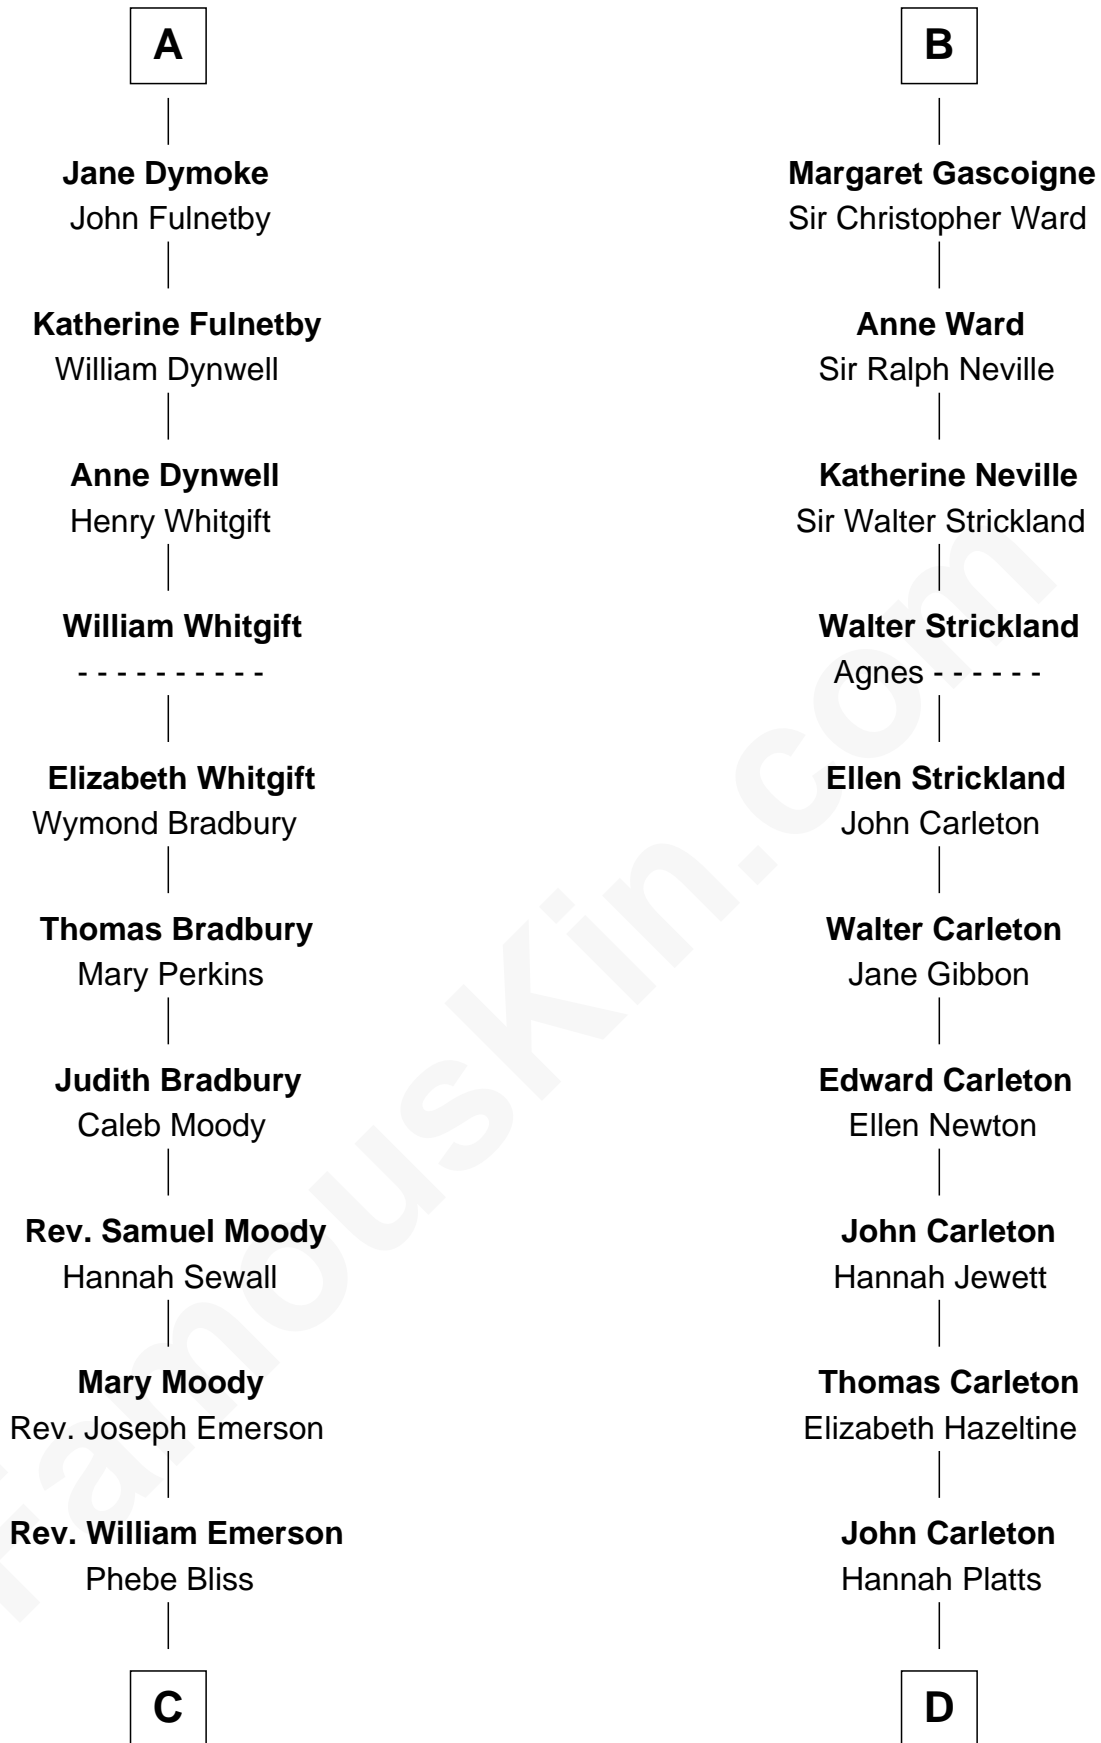 A
Jane Dymoke
John Fulnetby
Katherine Fulnetby
William Dynwell
Anne Dynwell
Henry Whitgift
William Whitgift
- - - - - - - - - -
Elizabeth Whitgift
Wymond Bradbury
Thomas Bradbury
Mary Perkins
Judith Bradbury
Caleb Moody
Rev. Samuel Moody
Hannah Sewall
Mary Moody
Rev. Joseph Emerson
Rev. William Emerson
Phebe Bliss
C
B
Margaret Gascoigne
Sir Christopher Ward
Anne Ward
Sir Ralph Neville
Katherine Neville
Sir Walter Strickland
Walter Strickland
Agnes - - - - - -
Ellen Strickland
John Carleton
Walter Carleton
Jane Gibbon
Edward Carleton
Ellen Newton
John Carleton
Hannah Jewett
Thomas Carleton
Elizabeth Hazeltine
John Carleton
Hannah Platts
D
FamousKin.com